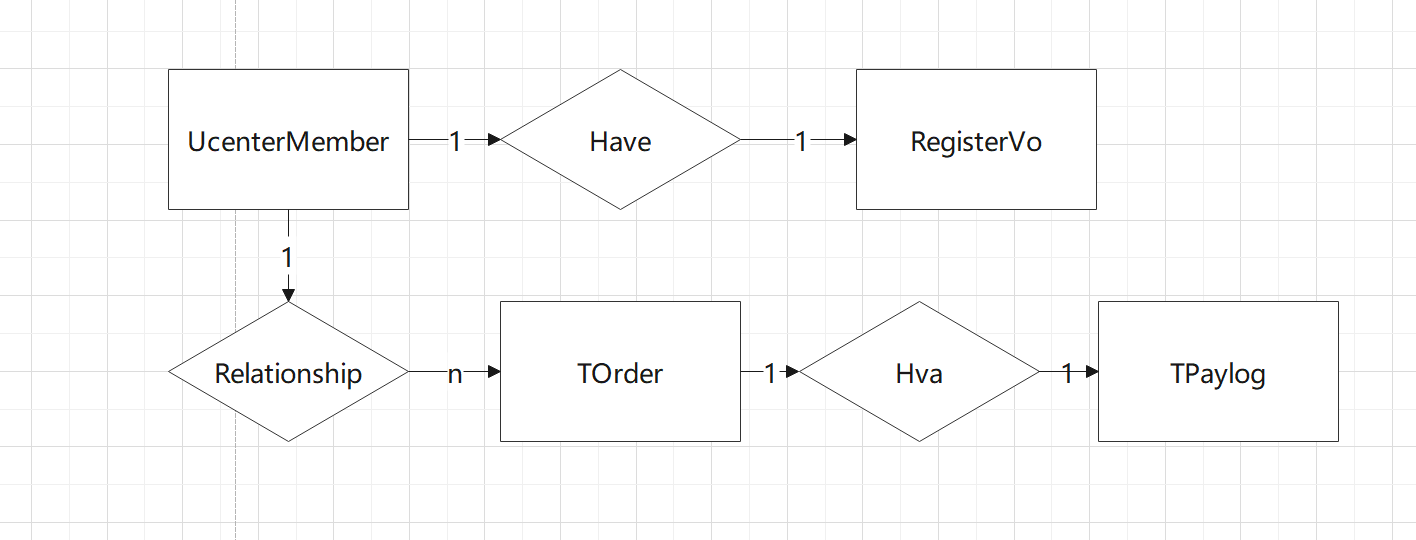 UcenterMember
1
Have
1
RegisterVo
1
Relationship
n
TOrder
1
Hva
1
TPaylog